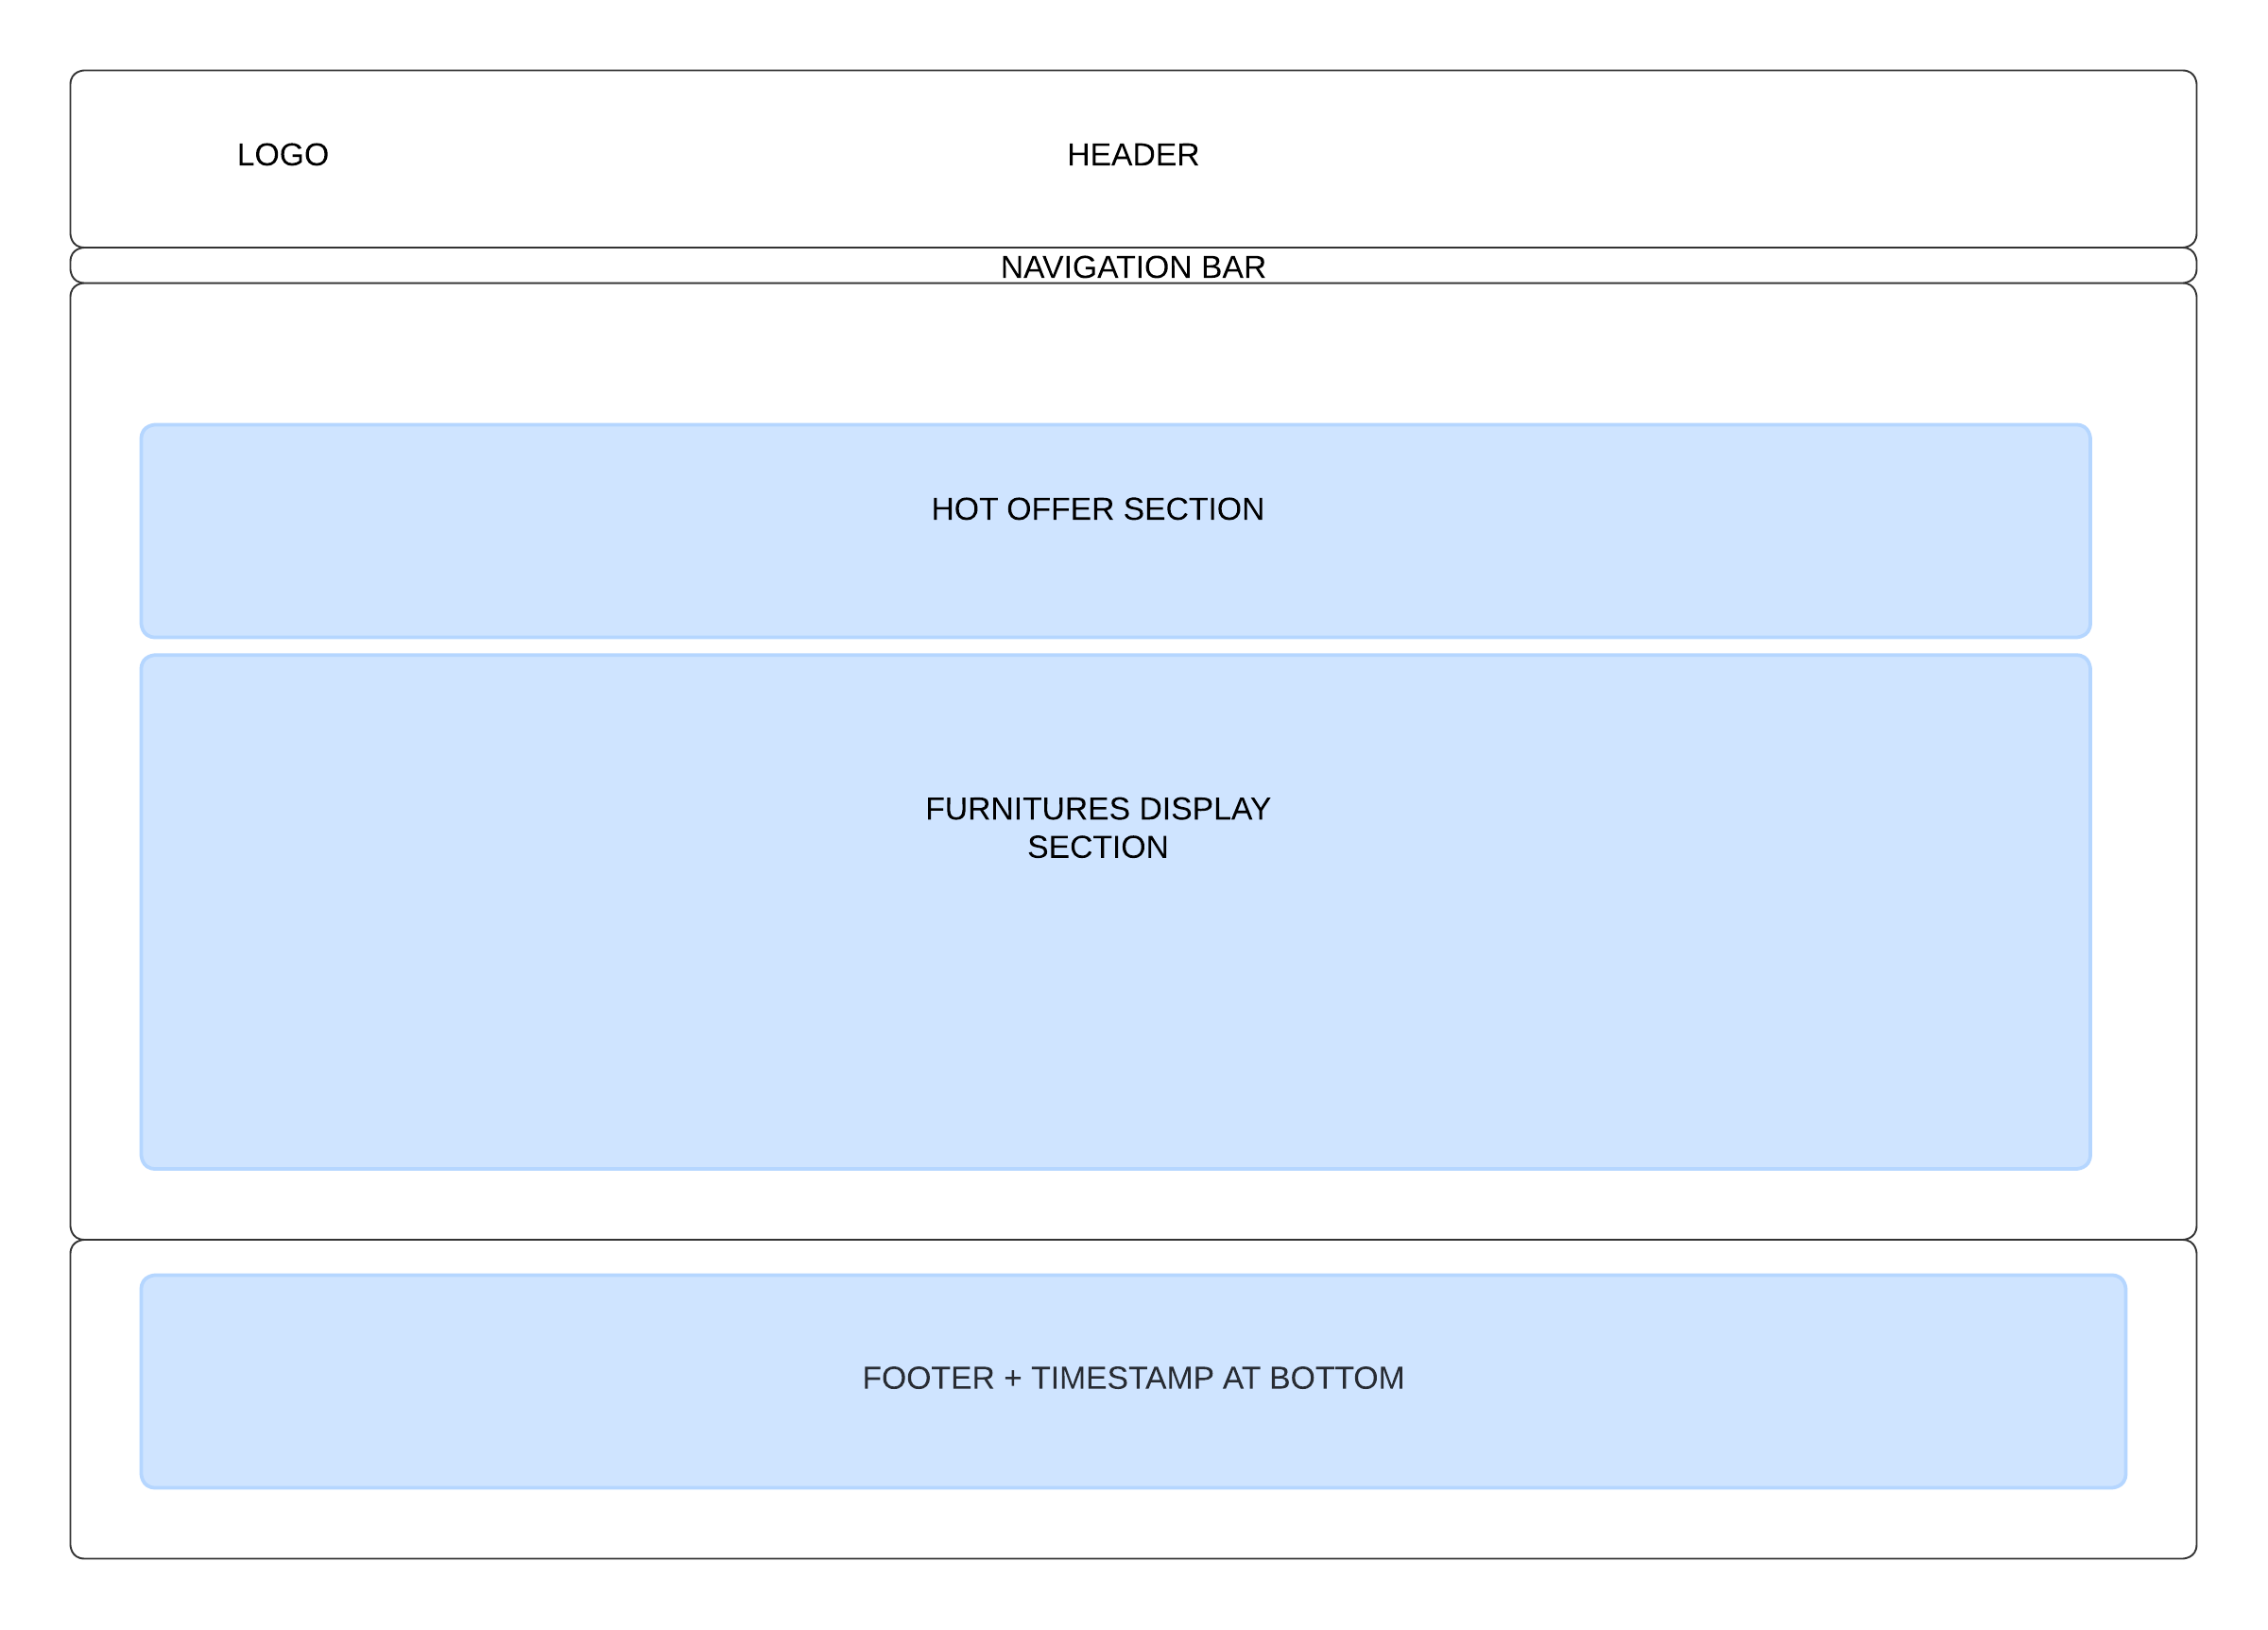 LOGO
HEADER
NAVIGATION BAR
HOT OFFER SECTION
FURNITURES DISPLAY
SECTION
FOOTER + TIMESTAMP AT BOTTOM